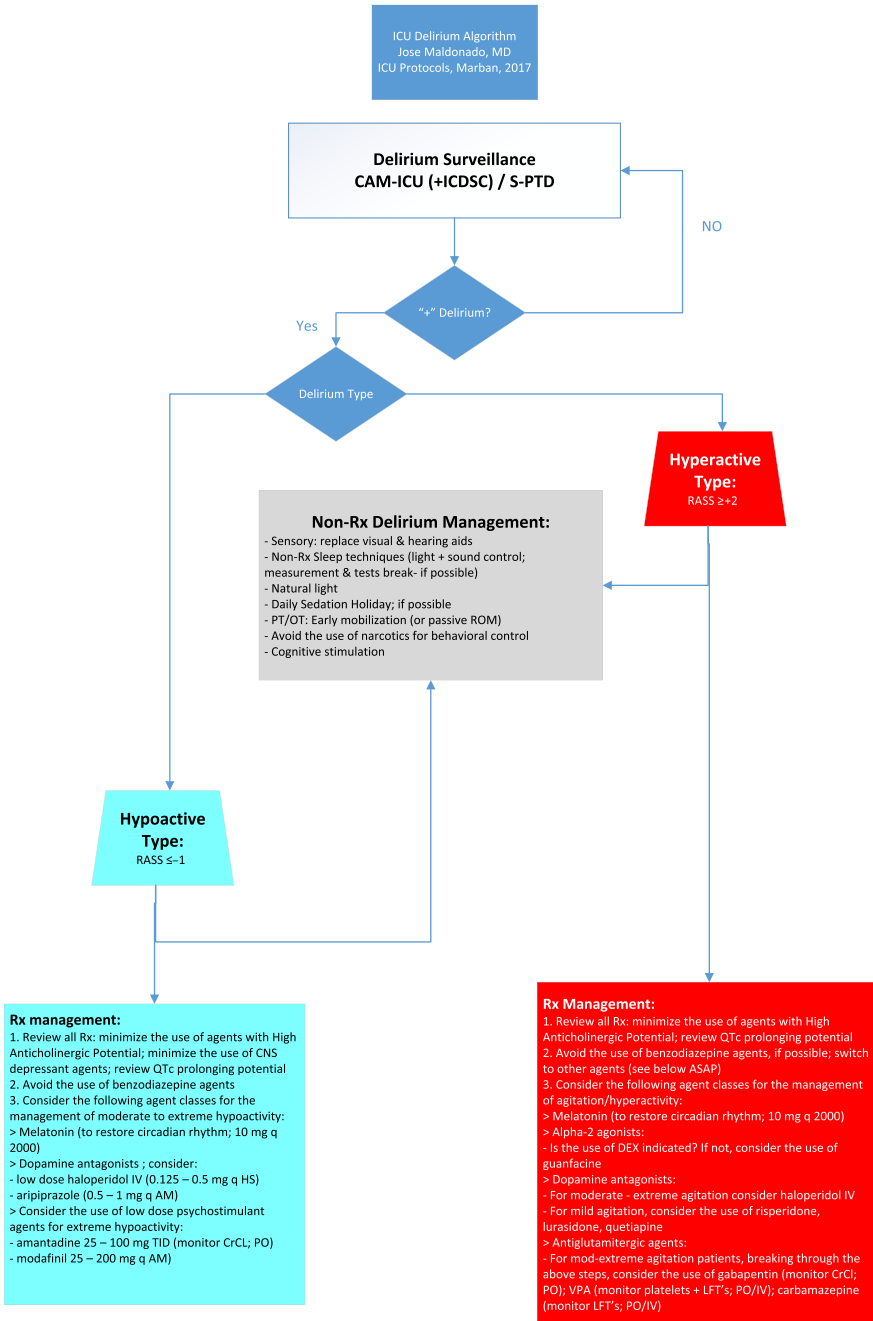 ICU Delirium Algorithm
Jose Maldonado, MD
ICU Protocols, Marban, 2017
Delirium Surveillance
CAM-ICU (+ICDSC) / S-PTD
NO
“+” Delirium?
Yes
Delirium Type
Hyperactive
Type:
RASS ≥+2
Non-Rx Delirium Management:
- Sensory: replace visual & hearing aids
- Non-Rx Sleep techniques (light + sound control;
measurement & tests break- if possible)
- Natural light
- Daily Sedation Holiday; if possible
- PT/OT: Early mobilization (or passive ROM)
- Avoid the use of narcotics for behavioral control
- Cognitive stimulation
Hypoactive
Type:
RASS ≤–1
Rx management:
1. Review all Rx: minimize the use of agents with High
Anticholinergic Potential; minimize the use of CNS
depressant agents; review QTc prolonging potential
2. Avoid the use of benzodiazepine agents
3. Consider the following agent classes for the
management of moderate to extreme hypoactivity:
> Melatonin (to restore circadian rhythm; 10 mg q
2000)
> Dopamine antagonists ; consider:
- low dose haloperidol IV (0.125 – 0.5 mg q HS)
- aripiprazole (0.5 – 1 mg q AM)
> Consider the use of low dose psychostimulant
agents for extreme hypoactivity:
- amantadine 25 – 100 mg TID (monitor CrCL; PO)
- modafinil 25 – 200 mg q AM)
Rx Management:
1. Review all Rx: minimize the use of agents with High
Anticholinergic Potential; review QTc prolonging potential
2. Avoid the use of benzodiazepine agents, if possible; switch
to other agents (see below ASAP)
3. Consider the following agent classes for the management
of agitation/hyperactivity:
> Melatonin (to restore circadian rhythm; 10 mg q 2000)
> Alpha-2 agonists:
- Is the use of DEX indicated? If not, consider the use of
guanfacine
> Dopamine antagonists:
- For moderate - extreme agitation consider haloperidol IV
- For mild agitation, consider the use of risperidone,
lurasidone, quetiapine
> Antiglutamitergic agents:
- For mod-extreme agitation patients, breaking through the
above steps, consider the use of gabapentin (monitor CrCl;
PO); VPA (monitor platelets + LFT’s; PO/IV); carbamazepine
(monitor LFT’s; PO/IV)